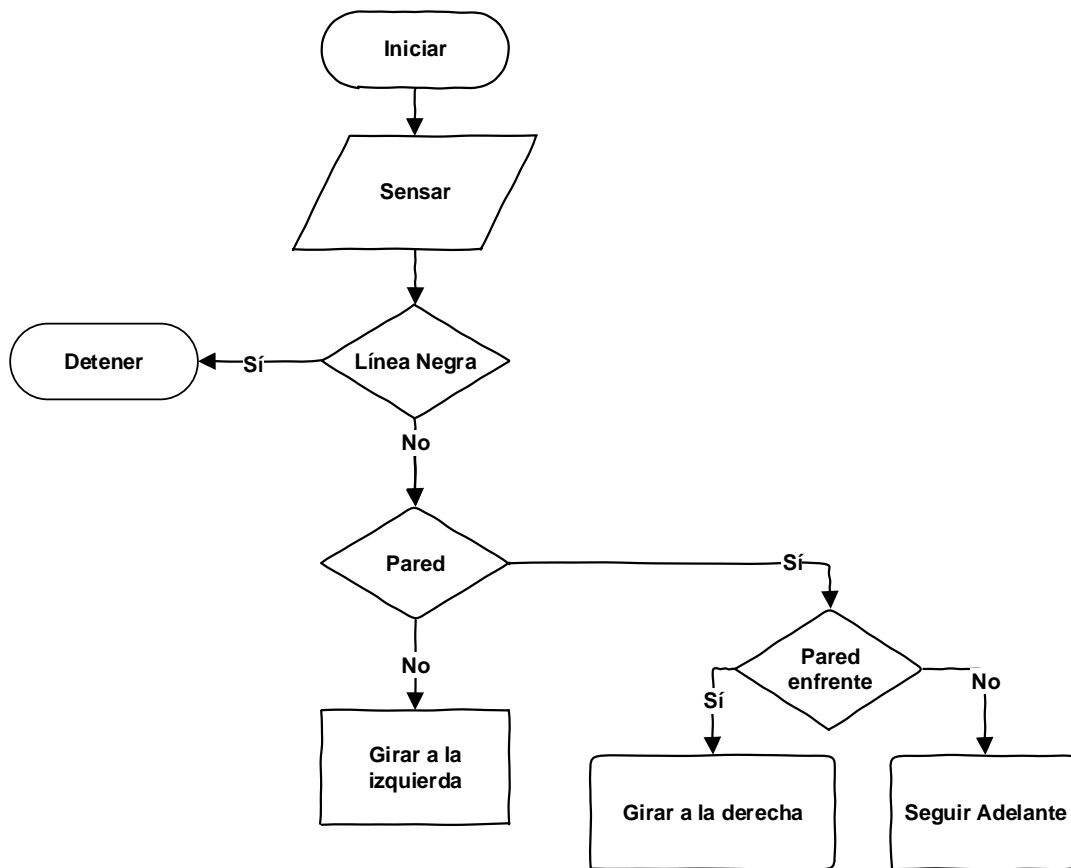 Iniciar
Sensar
Línea Negra
Sí
Detener
No
Pared
Sí
No
Pared
enfrente
Sí
No
Girar a la
izquierda
Girar a la derecha
Seguir Adelante